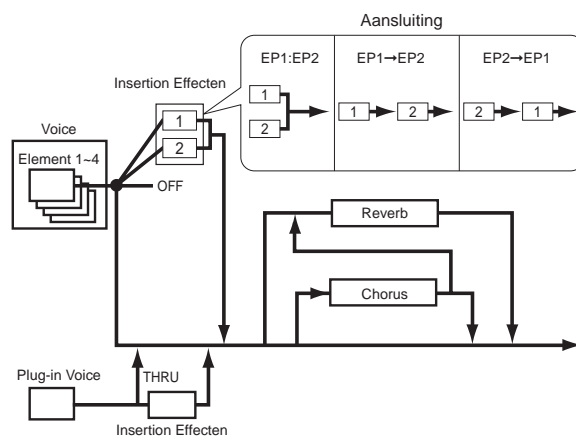 Aansluiting
EP1:EP2
EP1→EP2
EP2→EP1
1
2
1
2
2
1
Insertion Effecten
1
2
Voice
Element 1~4
OFF
Reverb
Chorus
Plug-in Voice
THRU
Insertion Effecten